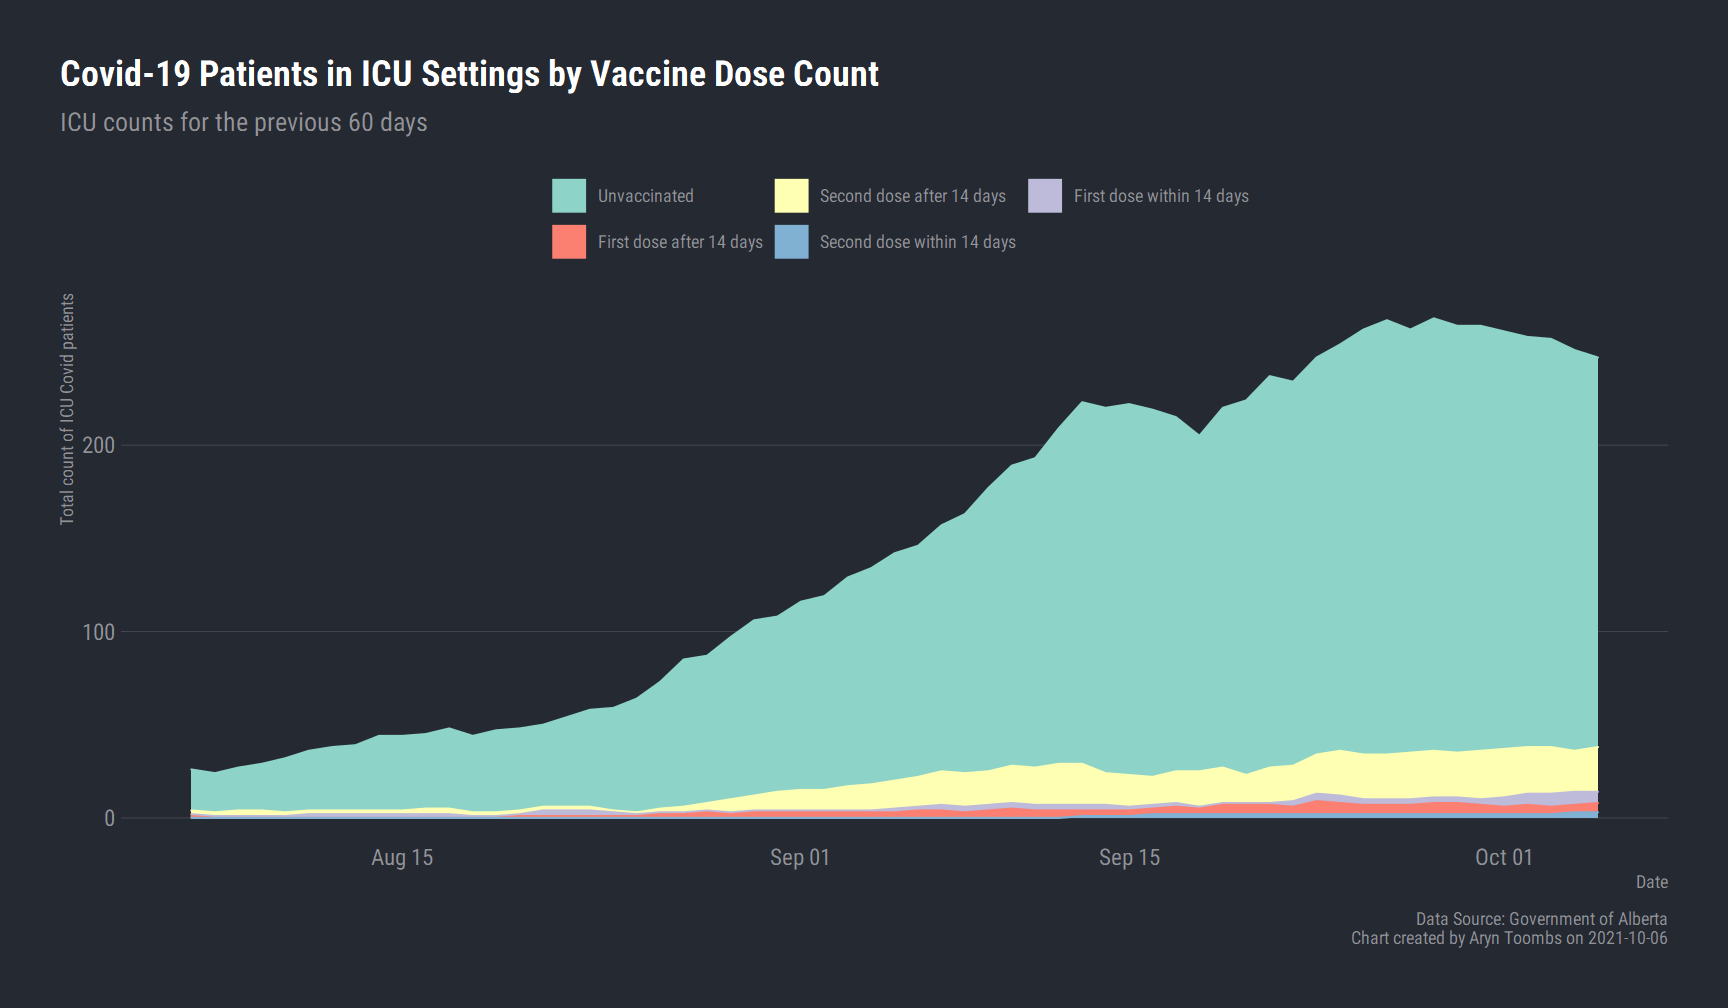 Covid-19 Patients in ICU Settings by Vaccine Dose Count
ICU counts for the previous 60 days
Unvaccinated
Second dose after 14 days
First dose within 14 days
First dose after 14 days
Second dose within 14 days
Total count of ICU Covid patients
200
100
0
Aug 15
Sep 01
Sep 15
Oct 01
Date
Data Source: Government of Alberta
Chart created by Aryn Toombs on 2021-10-06